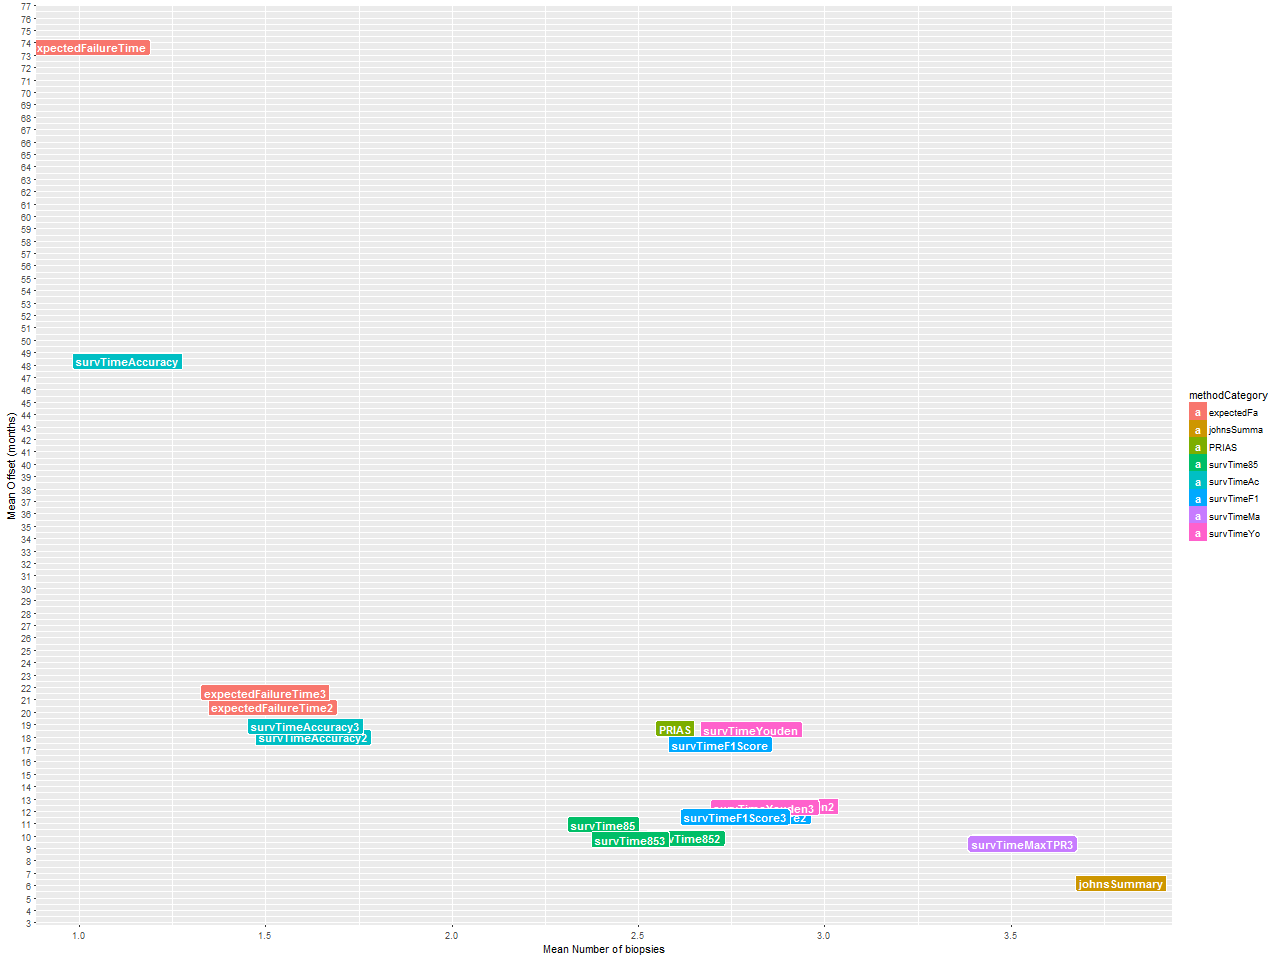 77
76
75
74
73
72
71
70
69
68
67
66
65
64
63
62
61
60
59
58
57
56
55
54
53
52
51
50
49
48
47
46
45
44
43
42
41
40
39
38
37
36
35
34
33
32
31
30
29
28
27
26
25
24
23
22
21
20
19
18
17
16
15
14
13
12
11
10
9
8
7
6
5
4
3
Mean Offset (months)
xpectedFailureTime
survTimeAccuracy
expectedFailureTime3
expectedFailureTime2
survTimeAccuracy3
survTimeAccuracy2
PRIAS
survTimeYouden
survTimeF1Score
survTimeYouden3
n2
survTimeF1Score3
e2
survTime85
survTime853
vTime852
survTimeMaxTPR3
johnsSummary
1.0 1.5 2.0 2.5 3.0 3.5
Mean Number of biopsies
methodCategory
a expectedFa
a johnsSumma
a PRIAS
a survTime85
a survTimeAc
a survTimeF1
a survTimeMa
a survTimeYo